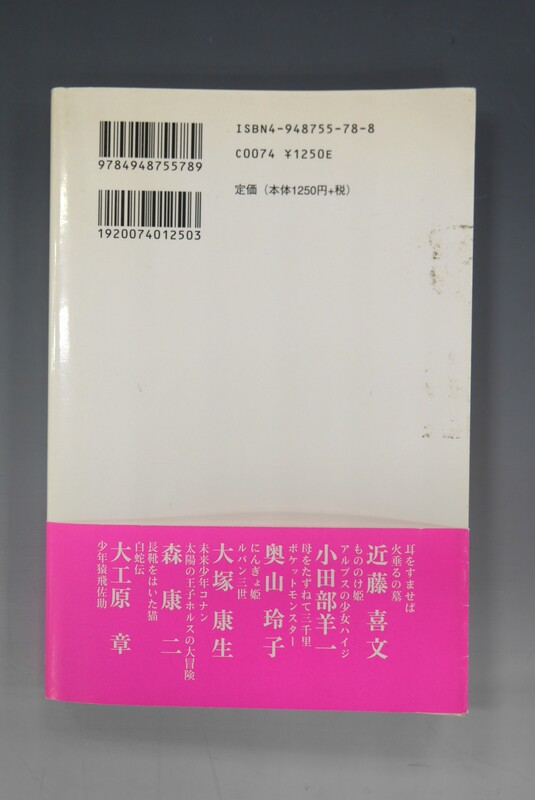 ISBN4-948755-78-8
C0074 ¥1250E
定価（本体1250円+税）
9784948755789
1920074012503
耳をすませば
火垂るの墓
近藤喜文
もののけ姫
アルプスの少女ハイジ
小田部羊一
母をたずねて三千里
ポケットモンスター
奥山玲子
にんぎょ姫
ルパン三世
大塚康生
未来少年コナン
太陽の王子ホルスの大冒険
森康二
長靴をはいた猫
白蛇伝
大工原章
少年猿飛佐助